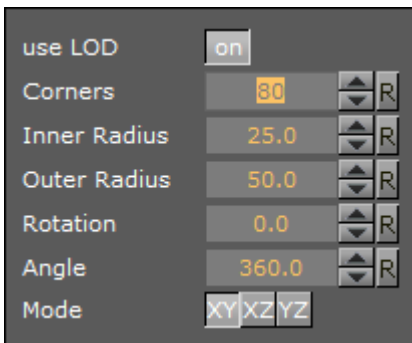 use LOD on
Corners 80 R
Inner Radius 25.0 R
Outer Radius 50.0 R
Rotation 0.0 R
Angle 360.0 R
Mode XY XZ YZ